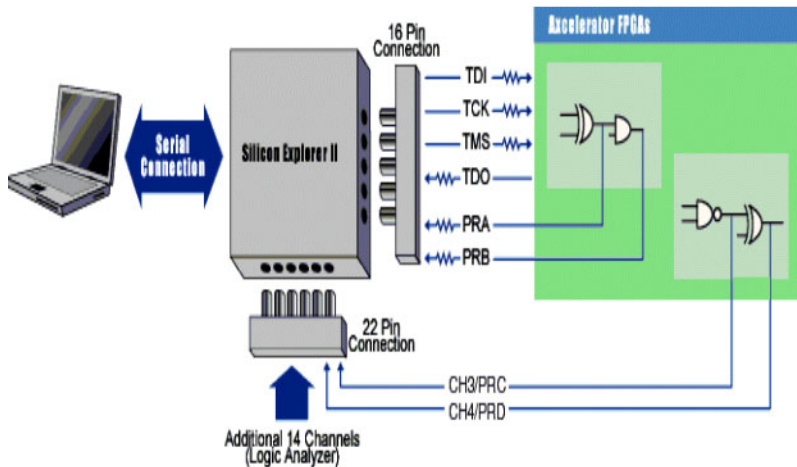 16 Pin
Connection
Axcelerator FPGAs
TDI
TCK
TMS
TDO
PRA
PRB
Serial
Connection
Silicon Explorer II
22 Pin
Connection
CH3/PRC
CH4/PRD
Additional 14 Channels
(Logic Analyzer)